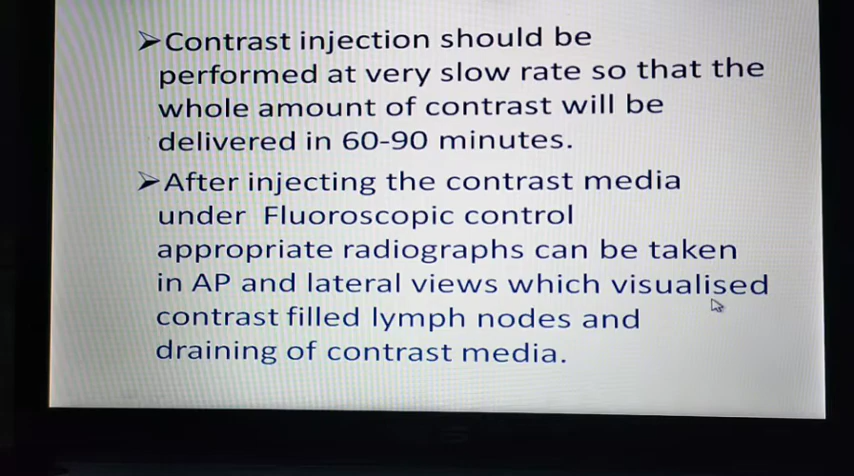 ➢Contrast injection should be
performed at very slow rate so that the
whole amount of contrast will be
delivered in 60-90 minutes.
➢After injecting the contrast media
under Fluoroscopic control
appropriate radiographs can be taken
in AP and lateral views which visualised
contrast filled lymph nodes and
draining of contrast media.